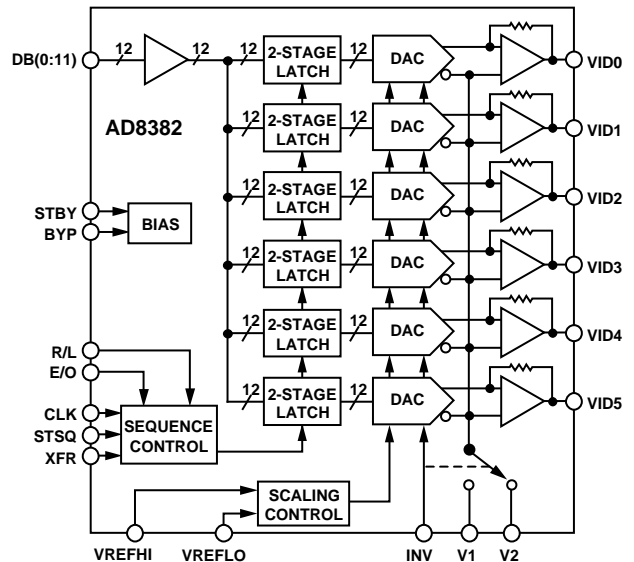 12 12 2-STAGE LATCH 12 DAC VID0
DB(0:11)
AD8382
12 2-STAGE LATCH 12 DAC VID1
12 2-STAGE LATCH 12 DAC VID2
STBY
BYP
BIAS
12 2-STAGE LATCH 12 DAC VID3
12 2-STAGE LATCH 12 DAC VID4
R/L
E/O
12 2-STAGE LATCH 12 DAC VID5
CLK
STSQ
XFR
SEQUENCE
CONTROL
SCALING
CONTROL
VREFHI VREFLO INV V1 V2